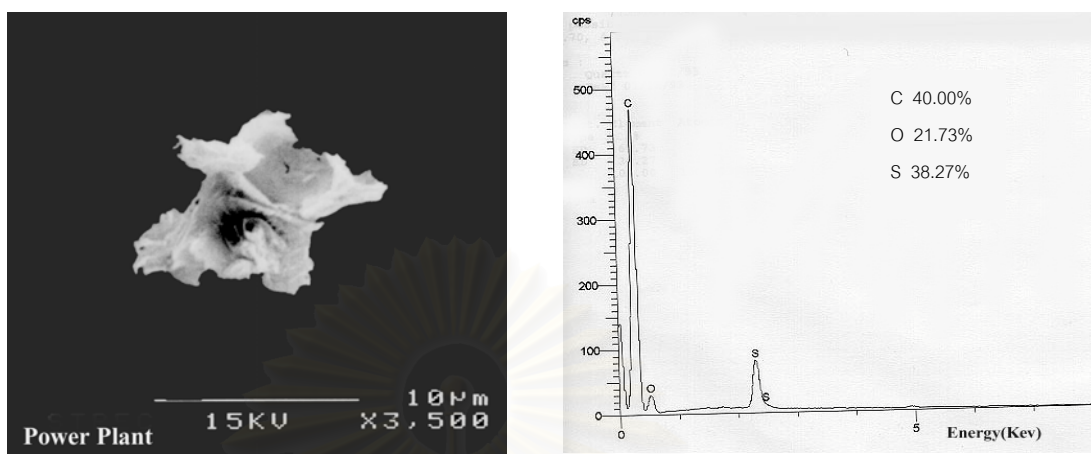 10µm
15KV X3,500
Power Plant
cps
500
400
300
200
100
0
C
O
S
S
C 40.00%
O 21.73%
S 38.27%
0
5
Energy(Kev)